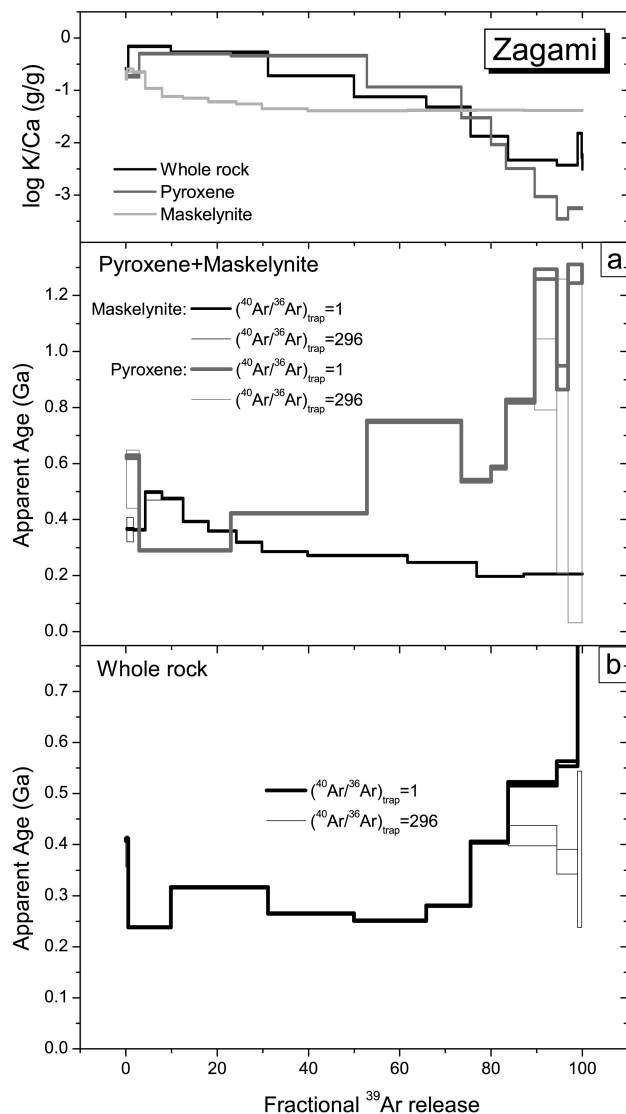 Zagami
0
-1
-2
-3
log K/Ca (g/g)
Whole rock
Pyroxene
Maskelynite
a
Pyroxene+Maskelynite
Maskelynite: (⁴⁰Ar/³⁶Ar)trap=1
(⁴⁰Ar/³⁶Ar)trap=296
Pyroxene: (⁴⁰Ar/³⁶Ar)trap=1
(⁴⁰Ar/³⁶Ar)trap=296
1.2
1.0
0.8
0.6
0.4
0.2
0.0
Apparent Age (Ga)
b
Whole rock
(⁴⁰Ar/³⁶Ar)trap=1
(⁴⁰Ar/³⁶Ar)trap=296
0.7
0.6
0.5
0.4
0.3
0.2
0.1
0.0
Apparent Age (Ga)
0 20 40 60 80 100
Fractional ³⁹Ar release